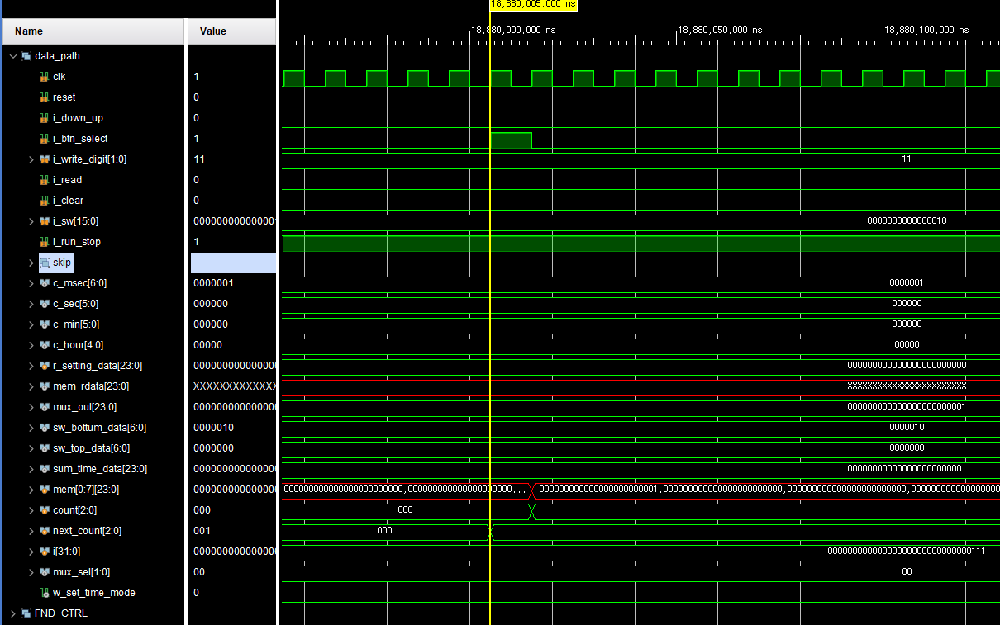 18,880,005,000 ns
Name Value 18,880,000,000 ns 18,880,050,000 ns 18,880,100,000 ns
data_path
clk 1
reset 0
i_down_up 0
i_btn_select 1
i_write_digit[1:0] 11 11
i_read 0
i_clear 0
i_sw[15:0] 00000000000000 0000000000000010
i_run_stop 1
skip
c_msec[6:0] 0000001 0000001
c_sec[5:0] 000000 000000
c_min[5:0] 000000 000000
c_hour[4:0] 00000 00000
r_setting_data[23:0] 00000000000000 000000000000000000000000
mem_rdata[23:0] XXXXXXXXXXXXX XXXXXXXXXXXXXXXXXXXXXXXX
mux_out[23:0] 00000000000000 000000000000000000000001
sw_bottum_data[6:0] 0000010 0000010
sw_top_data[6:0] 0000000 0000000
sum_time_data[23:0] 00000000000000 000000000000000000000001
mem[0:7][23:0] 00000000000000 000000000000000000000000,000000000000000000000... 000000000000000000000001,000000000000000000000000,000000000000000000000000,000000000000000000
count[2:0] 000 000
next_count[2:0] 001 000
i[31:0] 00000000000000 00000000000000000000000000000111
mux_sel[1:0] 00 00
w_set_time_mode 0
FND_CTRL